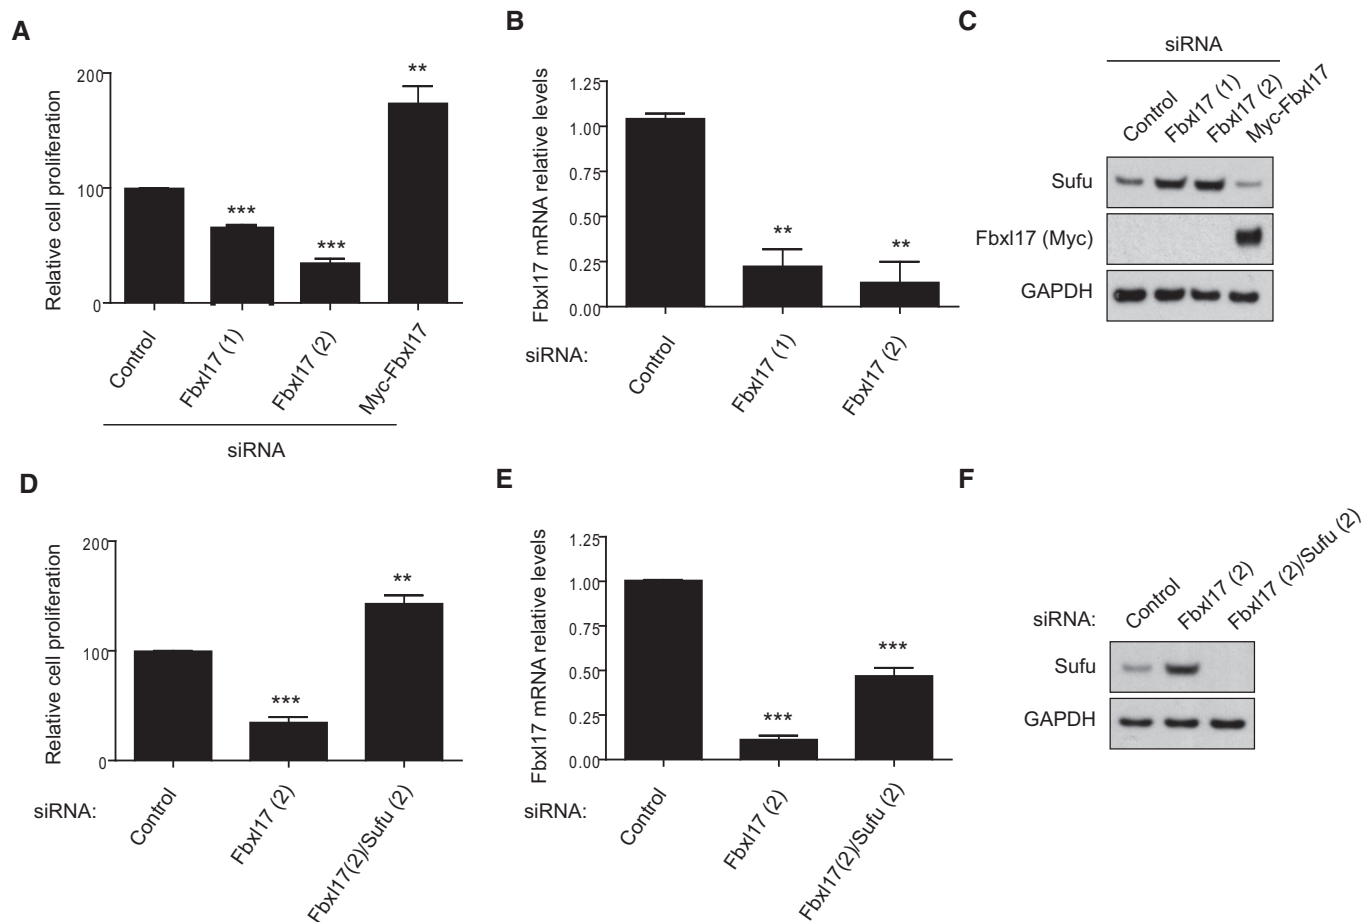 A
Relative cell proliferation
200
100
0
**
***
***
Control
Fbxl17 (1)
Fbxl17 (2)
Myc-Fbxl17
siRNA
B
Fbxl17 mRNA relative levels
1.25
1.00
0.75
0.50
0.25
0.00
**
**
siRNA:
Control
Fbxl17 (1)
Fbxl17 (2)
C
siRNA
Control
Fbxl17 (1)
Fbxl17 (2)
Myc-Fbxl17
Sufu
Fbxl17 (Myc)
GAPDH
D
Relative cell proliferation
200
100
0
***
**
siRNA:
Control
Fbxl17 (2)
Fbxl17(2)/Sufu (2)
E
Fbxl17 mRNA relative levels
1.25
1.00
0.75
0.50
0.25
0.00
***
***
siRNA:
Control
Fbxl17 (2)
Fbxl17(2)/Sufu (2)
F
siRNA:
Control
Fbxl17 (2)
Fbxl17 (2)/Sufu (2)
Sufu
GAPDH